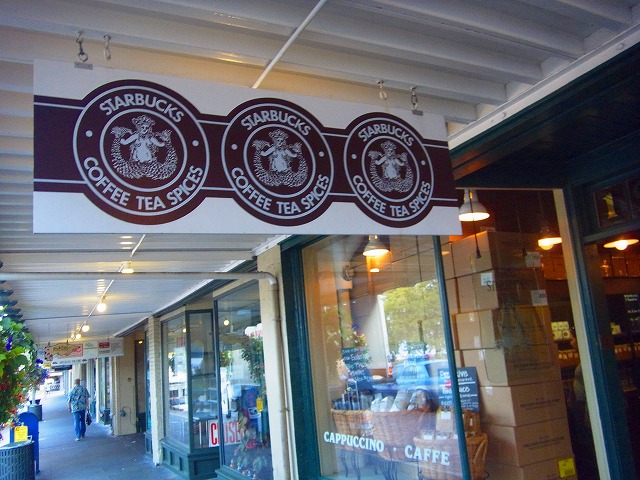 STARBUCKS
COFFEE TEA SPICES
STARBUCKS
COFFEE TEA SPICES
STARBUCKS
COFFEE TEA SPICES
CAPPUCCINO · CAFFE